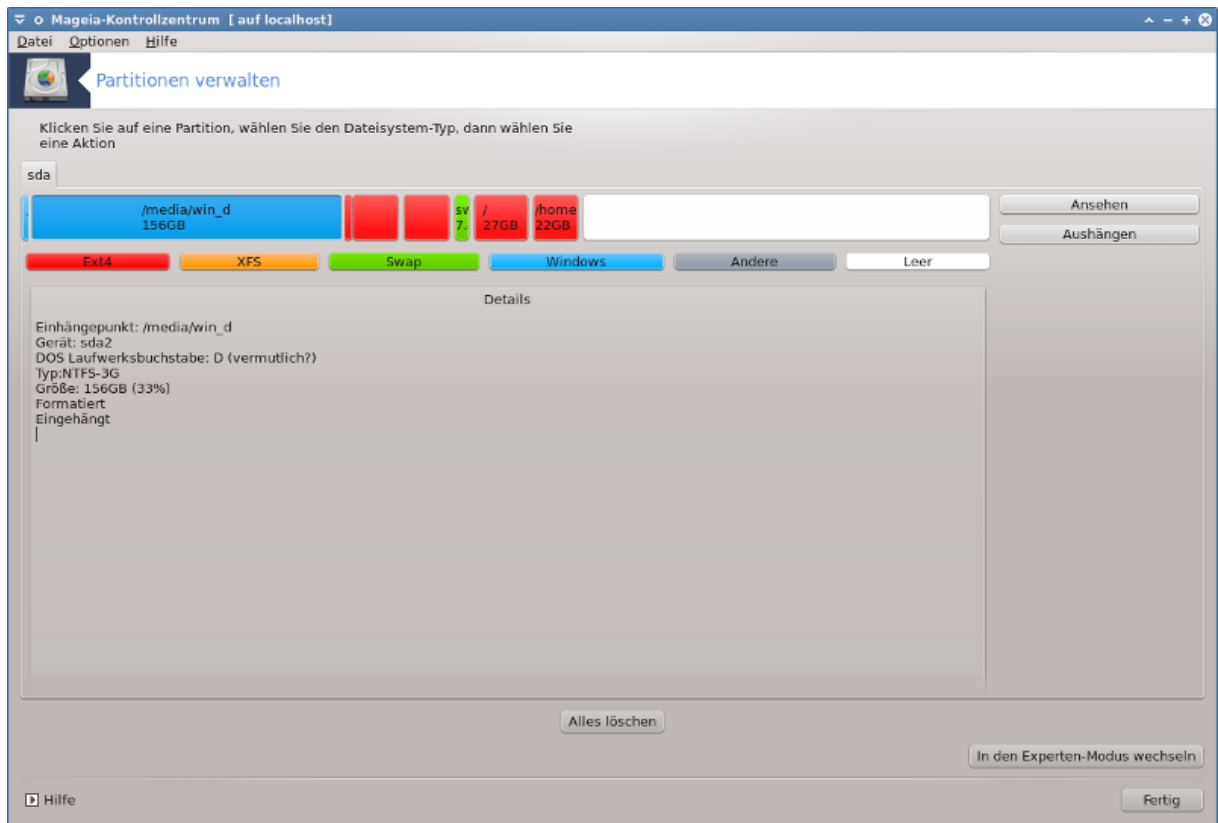 Mageia-Kontrollzentrum [ auf localhost]
Datei Optionen Hilfe
Partitionen verwalten
Klicken Sie auf eine Partition, wählen Sie den Dateisystem-Typ, dann wählen Sie
eine Aktion
sda
/media/win_d
156GB
sv
7.
/
27GB
/home
22GB
Ansehen
Aushängen
Ext4 XFS Swap Windows Andere Leer
Details
Einhängepunkt: /media/win_d
Gerät: sda2
DOS Laufwerksbuchstabe: D (vermutlich?)
Typ:NTFS-3G
Größe: 156GB (33%)
Formatiert
Eingehängt
Alles löschen
In den Experten-Modus wechseln
Hilfe
Fertig